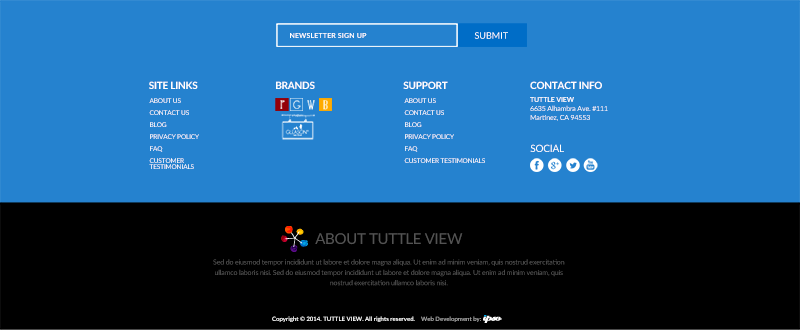 NEWSLETTER SIGN UP
SUBMIT
SITE LINKS
ABOUT US
CONTACT US
BLOG
PRIVACY POLICY
FAQ
CUSTOMER
TESTIMONIALS
BRANDS
F G W B
SUPPORT
ABOUT US
CONTACT US
BLOG
PRIVACY POLICY
FAQ
CUSTOMER TESTIMONIALS
CONTACT INFO
TUTTLE VIEW
6635 Alhambra Ave. #111
Martinez, CA 94553
SOCIAL
ABOUT TUTTLE VIEW
Sed do eiusmod tempor incididunt ut labore et dolore magna aliqua. Ut enim ad minim veniam, quis nostrud exercitation
ullamco laboris nisi. Sed do eiusmod tempor incididunt ut labore et dolore magna aliqua. Ut enim ad minim veniam, quis
nostrud exercitation ullamco laboris nisi.
Copyright © 2014. TUTTLE VIEW. All rights reserved. Web Development by: